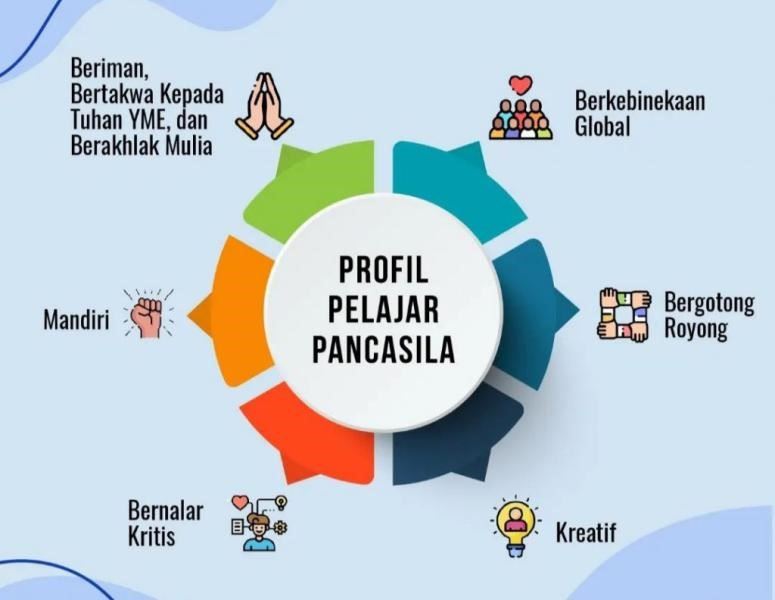 Beriman,
Bertakwa Kepada
Tuhan YME, dan
Berakhlak Mulia
Berkebinekaan
Global
PROFIL
PELAJAR
PANCASILA
Mandiri
Bergotong
Royong
Bernalar
Kritis
Kreatif